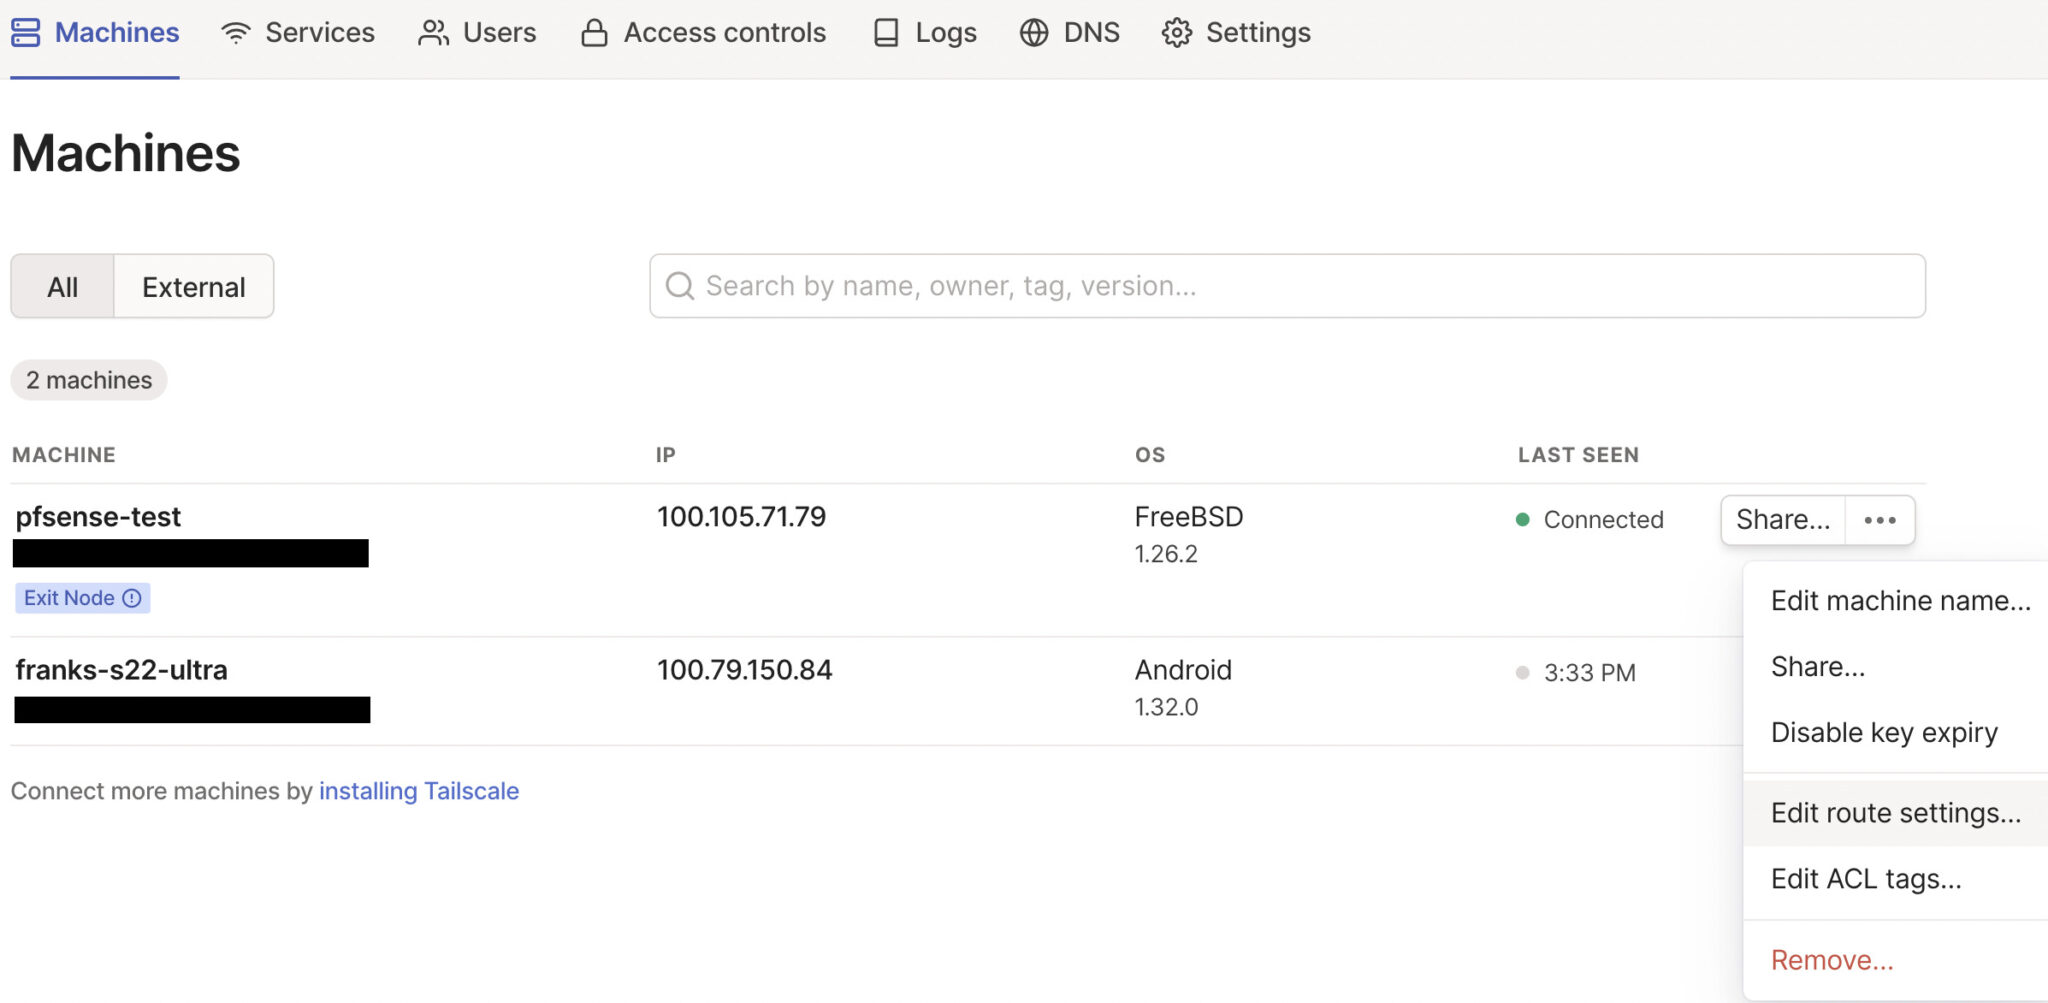 Machines Services Users Access controls Logs DNS Settings
Machines
All External
Search by name, owner, tag, version...
2 machines
MACHINE IP OS LAST SEEN
pfsense-test 100.105.71.79 FreeBSD Connected Share...
1.26.2
Exit Node
Edit machine name...
franks-s22-ultra 100.79.150.84 Android 3:33 PM
Share...
1.32.0
Disable key expiry
Connect more machines by installing Tailscale
Edit route settings...
Edit ACL tags...
Remove...